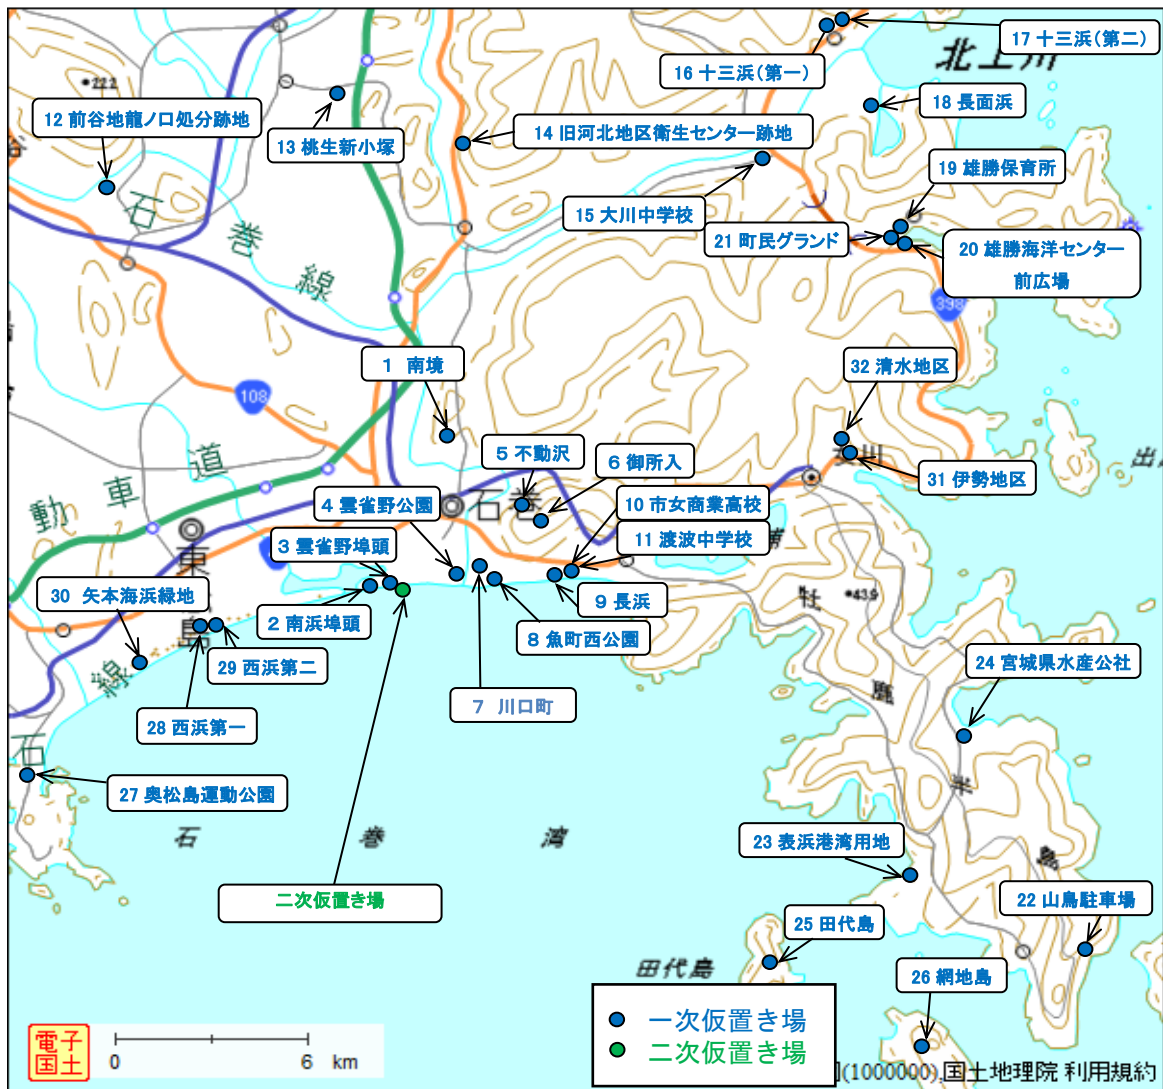 17 十三浜(第二)
16 十三浜(第一)
北上川
・222
18 長面浜
12 前谷地龍ノ口処分跡地
13 桃生新小塚
14 旧河北地区衛生センター跡地
19 雄勝保育所
15 大川中学校
21 町民グランド
20 雄勝海洋センター
前広場
石巻線
398
1 南境
32 清水地区
108
5 不動沢
6 御所入
31 伊勢地区
動車道
4 雲雀野公園
石巻
10 市女商業高校
11 渡波中学校
3 雲雀野埠頭
30 矢本海浜緑地
2 南浜埠頭
9 長浜
8 魚町西公園
・439
牡鹿半島
29 西浜第二
線
24 宮城県水産公社
28 西浜第一
7 川口町
石
27 奥松島運動公園
石巻湾
23 表浜港湾用地
二次仮置き場
22 山鳥駐車場
25 田代島
田代島
26 網地島
一次仮置き場
二次仮置き場
電子
国土
0 6 km
(1000000),国土地理院 利用規約